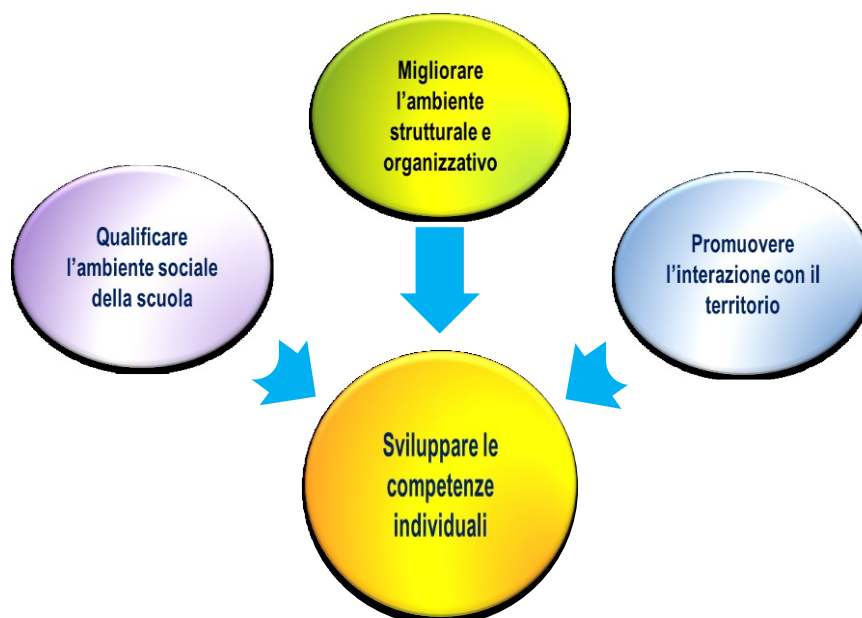 Migliorare
l’ambiente
strutturale e
organizzativo
Qualificare
l’ambiente sociale
della scuola
Promuovere
l’interazione con il
territorio
Sviluppare le
competenze
individuali